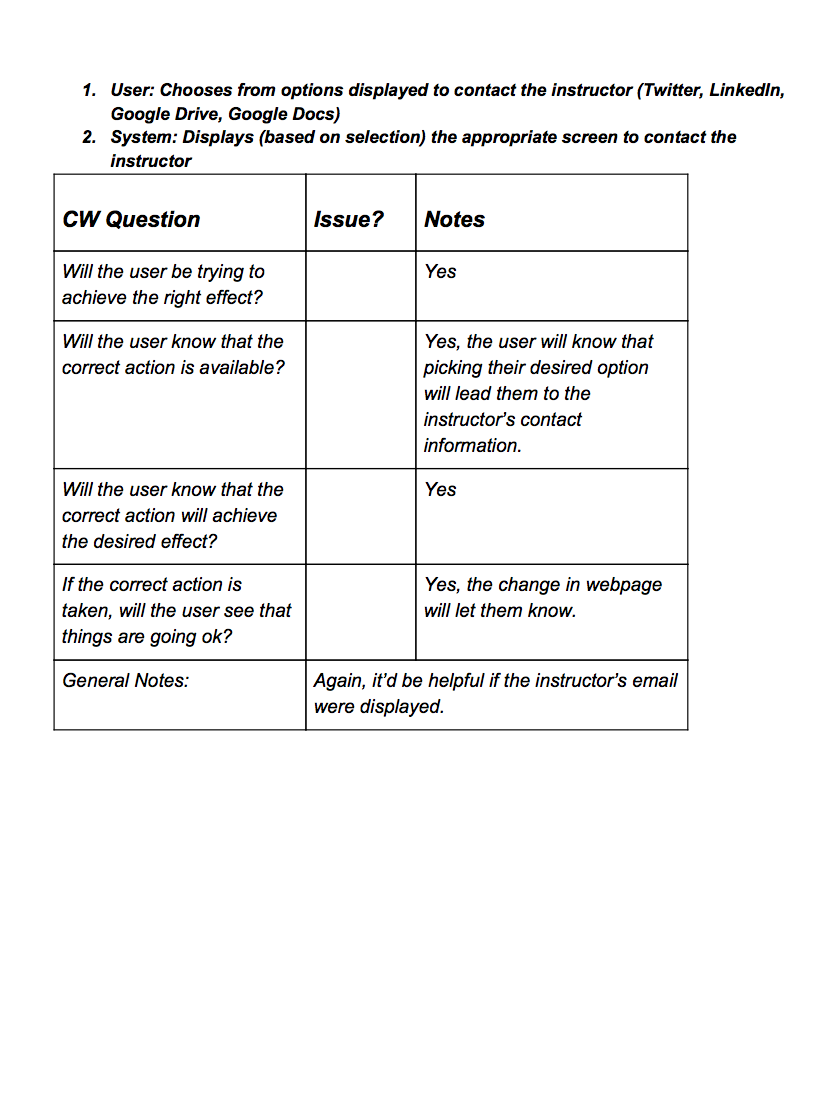 1. User: Chooses from options displayed to contact the instructor (Twitter, LinkedIn,
Google Drive, Google Docs)
2. System: Displays (based on selection) the appropriate screen to contact the
instructor
CW Question
Issue?
Notes
Will the user be trying to
achieve the right effect?
Yes
Will the user know that the
correct action is available?
Yes, the user will know that
picking their desired option
will lead them to the
instructor’s contact
information.
Will the user know that the
correct action will achieve
the desired effect?
Yes
If the correct action is
taken, will the user see that
things are going ok?
Yes, the change in webpage
will let them know.
General Notes:
Again, it’d be helpful if the instructor’s email
were displayed.